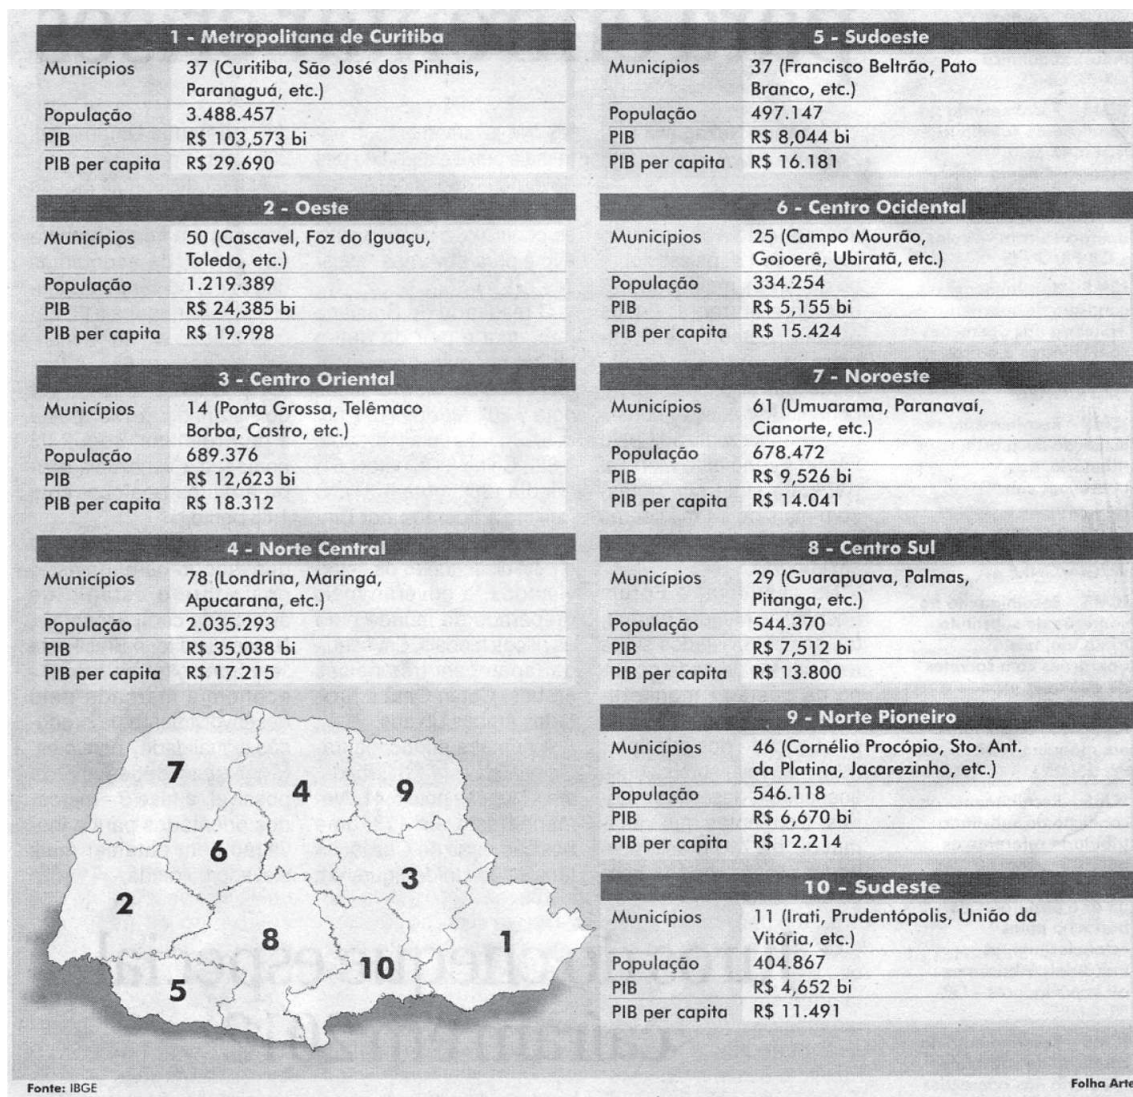 1 - Metropolitana de Curitiba
Municípios 37 (Curitiba, São José dos Pinhais,
Paranaguá, etc.)
População 3.488.457
PIB R$ 103,573 bi
PIB per capita R$ 29.690
2 - Oeste
Municípios 50 (Cascavel, Foz do Iguaçu,
Toledo, etc.)
População 1.219.389
PIB R$ 24,385 bi
PIB per capita R$ 19.998
3 - Centro Oriental
Municípios 14 (Ponta Grossa, Telêmaco
Borba, Castro, etc.)
População 689.376
PIB R$ 12,623 bi
PIB per capita R$ 18.312
4 - Norte Central
Municípios 78 (Londrina, Maringá,
Apucarana, etc.)
População 2.035.293
PIB R$ 35,038 bi
PIB per capita R$ 17.215
5 - Sudoeste
Municípios 37 (Francisco Beltrão, Pato
Branco, etc.)
População 497.147
PIB R$ 8,044 bi
PIB per capita R$ 16.181
6 - Centro Ocidental
Municípios 25 (Campo Mourão,
Goioerê, Ubiratã, etc.)
População 334.254
PIB R$ 5,155 bi
PIB per capita R$ 15.424
7 - Noroeste
Municípios 61 (Umuarama, Paranavaí,
Cianorte, etc.)
População 678.472
PIB R$ 9,526 bi
PIB per capita R$ 14.041
8 - Centro Sul
Municípios 29 (Guarapuava, Palmas,
Pitanga, etc.)
População 544.370
PIB R$ 7,512 bi
PIB per capita R$ 13.800
9 - Norte Pioneiro
Municípios 46 (Cornélio Procópio, Sto. Ant.
da Platina, Jacarezinho, etc.)
População 546.118
PIB R$ 6,670 bi
PIB per capita R$ 12.214
10 - Sudeste
Municípios 11 (Irati, Prudentópolis, União da
Vitória, etc.)
População 404.867
PIB R$ 4,652 bi
PIB per capita R$ 11.491
7
4
9
6
3
2
8
1
10
5
Fonte: IBGE
Folha Arte